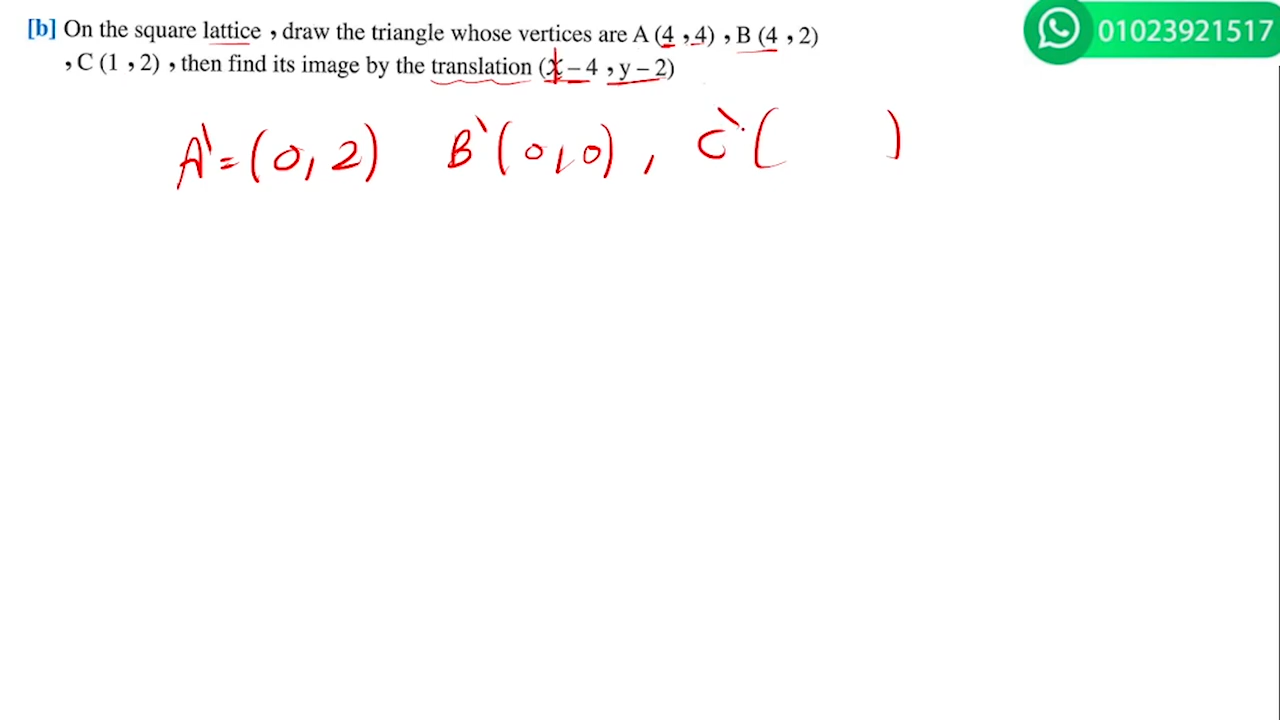 [b] On the square lattice , draw the triangle whose vertices are A (4 , 4) , B (4 , 2)
, C (1 , 2) , then find its image by the translation (x – 4 , y – 2)
01023921517
A' = (0, 2) B' (0, 0) , C' ( )